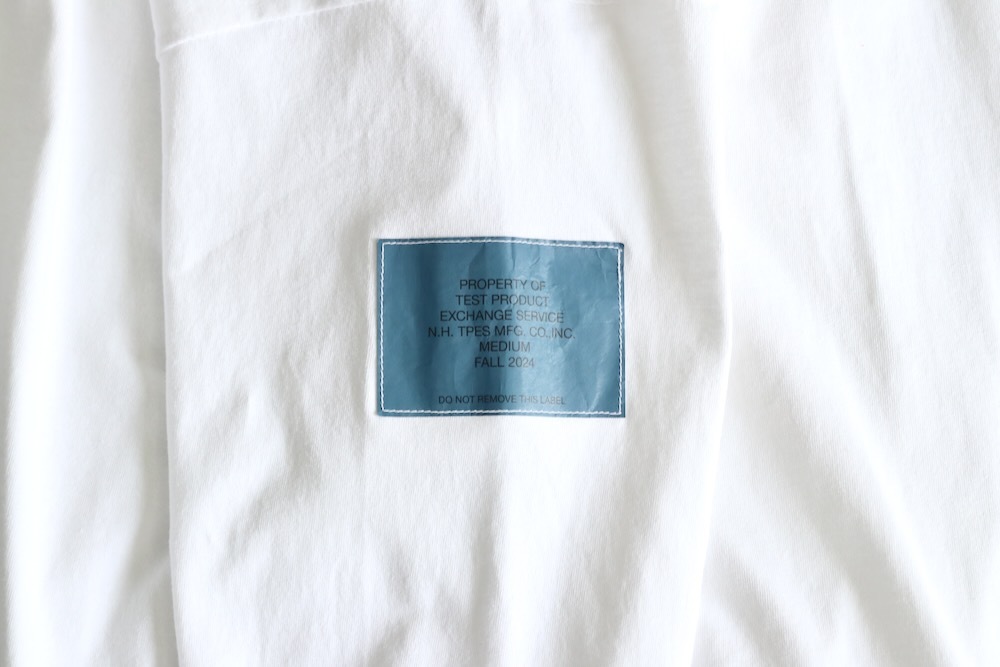 PROPERTY OF
TEST PRODUCT
EXCHANGE SERVICE
N.H. TPES MFG. CO.,INC.
MEDIUM
FALL 2024
DO NOT REMOVE THIS LABEL